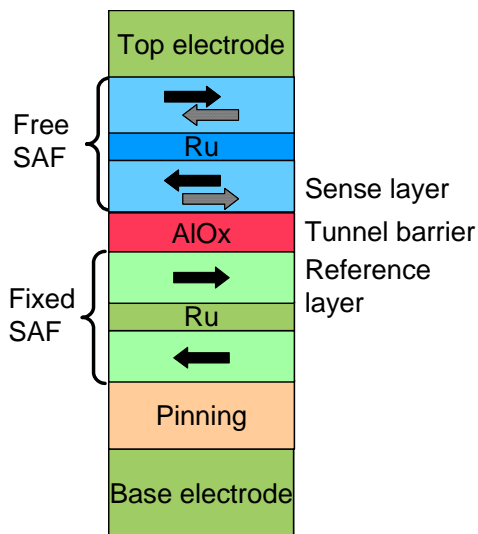 Top electrode
Free
SAF
Ru
Sense layer
AlOx
Tunnel barrier
Reference
layer
Fixed
SAF
Ru
Pinning
Base electrode